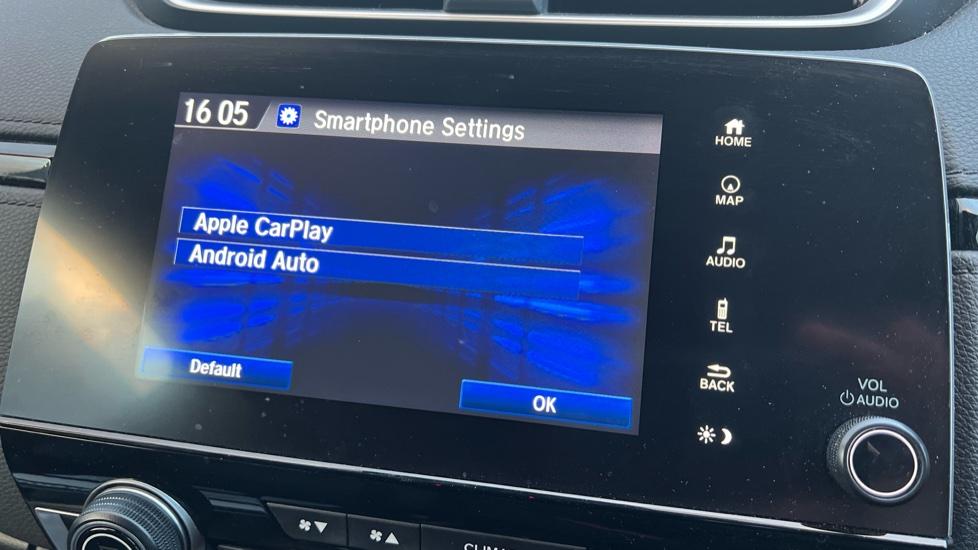 16 05
Smartphone Settings
Apple CarPlay
Android Auto
Default
OK
HOME
MAP
AUDIO
TEL
BACK
VOL
AUDIO